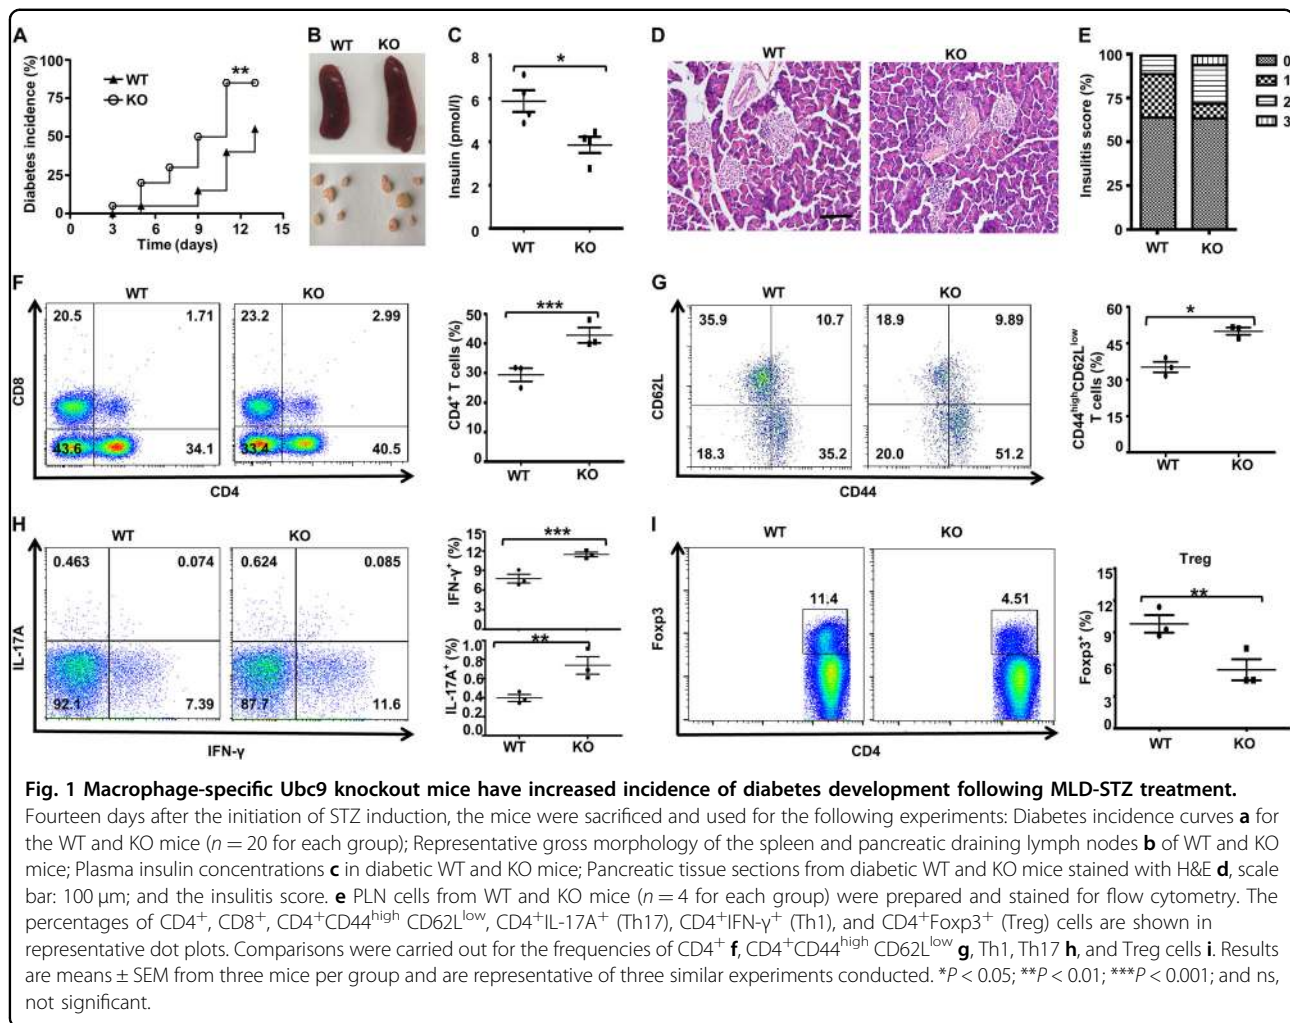 A
Diabetes incidence (%)
100
75
50
25
0
WT
KO
**
0
3
6
9
12
15
Time (days)
B
WT
KO
C
Insulin (pmol/l)
8
6
4
2
0
*
WT
KO
D
WT
KO
E
Insulitis score (%)
100
75
50
25
0
WT
KO
0
1
2
3
F
WT
KO
20.5
1.71
43.6
34.1
23.2
2.99
33.4
40.5
CD8
CD4
CD4⁺ T cells (%)
50
40
30
20
10
0
***
WT
KO
G
WT
KO
35.9
10.7
18.3
35.2
18.9
9.89
20.0
51.2
CD62L
CD44
CD44ʰⁱᵍʰCD62Lˡᵒʷ
T cells (%)
60
45
30
15
0
*
WT
KO
H
WT
KO
0.463
0.074
92.1
7.39
0.624
0.085
87.7
11.6
IL-17A
IFN-γ
IFN-γ⁺ (%)
15
12
9
6
3
0
***
IL-17A⁺ (%)
1.0
0.8
0.6
0.4
0.2
0.0
**
WT
KO
I
WT
KO
11.4
4.51
Foxp3
CD4
Treg
Foxp3⁺ (%)
15
12
9
6
3
0
**
WT
KO
Fig. 1 Macrophage-specific Ubc9 knockout mice have increased incidence of diabetes development following MLD-STZ treatment.
Fourteen days after the initiation of STZ induction, the mice were sacrificed and used for the following experiments: Diabetes incidence curves a for
the WT and KO mice (n = 20 for each group); Representative gross morphology of the spleen and pancreatic draining lymph nodes b of WT and KO
mice; Plasma insulin concentrations c in diabetic WT and KO mice; Pancreatic tissue sections from diabetic WT and KO mice stained with H&E d, scale
bar: 100 μm; and the insulitis score. e PLN cells from WT and KO mice (n = 4 for each group) were prepared and stained for flow cytometry. The
percentages of CD4⁺, CD8⁺, CD4⁺CD44ʰⁱᵍʰ CD62Lˡᵒʷ, CD4⁺IL-17A⁺ (Th17), CD4⁺IFN-γ⁺ (Th1), and CD4⁺Foxp3⁺ (Treg) cells are shown in
representative dot plots. Comparisons were carried out for the frequencies of CD4⁺ f, CD4⁺CD44ʰⁱᵍʰ CD62Lˡᵒʷ g, Th1, Th17 h, and Treg cells i. Results
are means ± SEM from three mice per group and are representative of three similar experiments conducted. *P < 0.05; **P < 0.01; ***P < 0.001; and ns,
not significant.